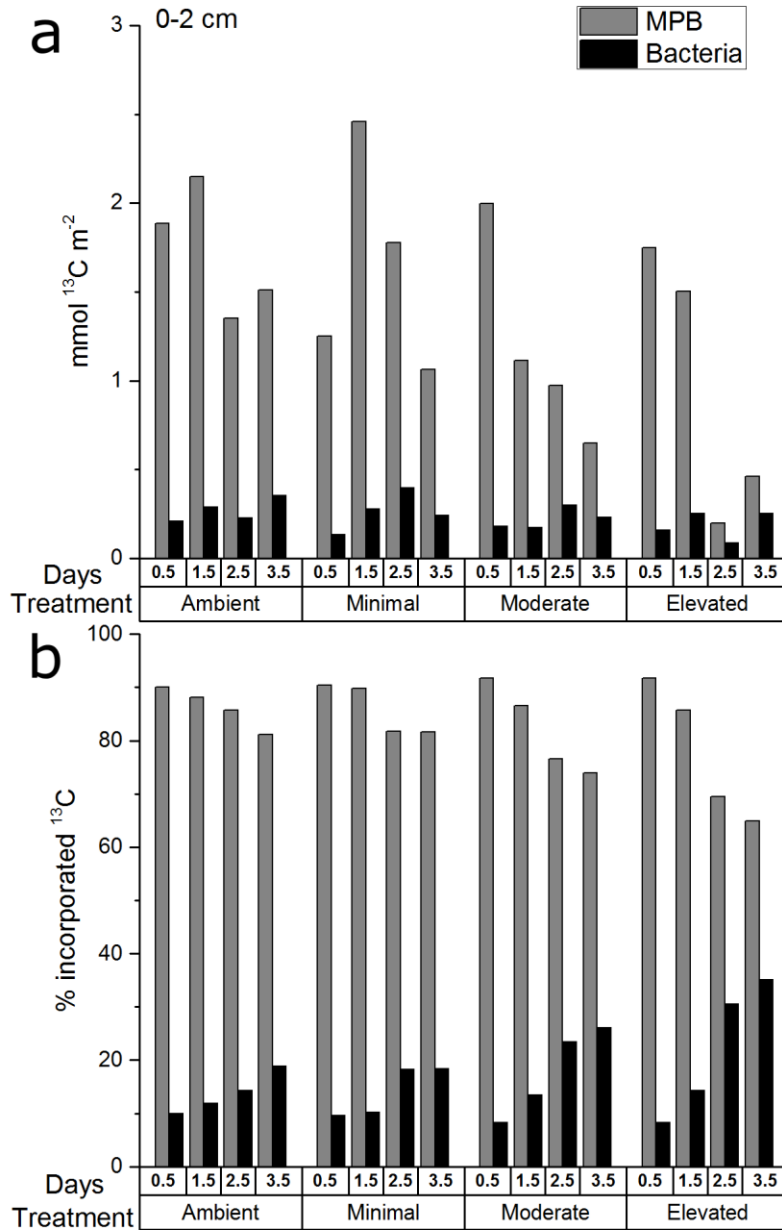 a
0-2 cm
MPB
Bacteria
3
2
1
0
mmol ¹³C m⁻²
Days 0.5 1.5 2.5 3.5 0.5 1.5 2.5 3.5 0.5 1.5 2.5 3.5 0.5 1.5 2.5 3.5
Treatment Ambient Minimal Moderate Elevated
b
100
80
60
40
20
0
% incorporated ¹³C
Days 0.5 1.5 2.5 3.5 0.5 1.5 2.5 3.5 0.5 1.5 2.5 3.5 0.5 1.5 2.5 3.5
Treatment Ambient Minimal Moderate Elevated